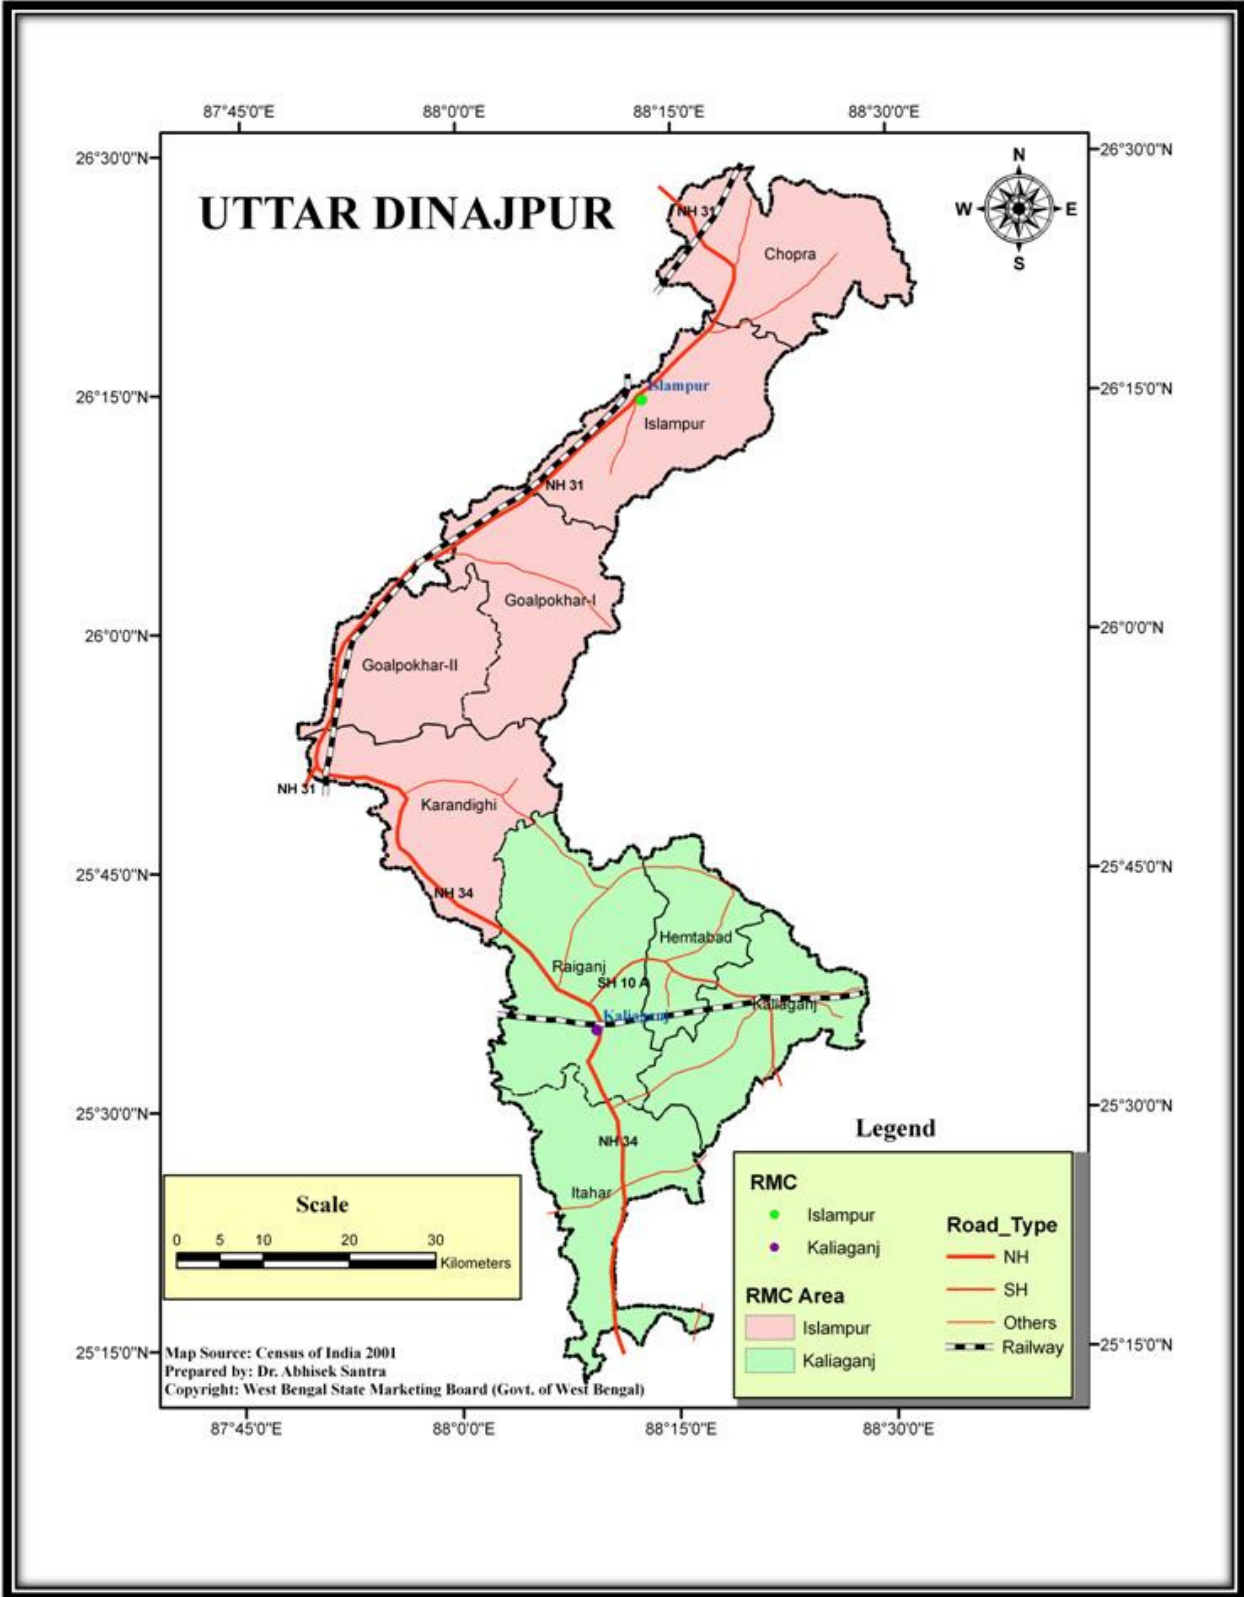 87°45'0"E 88°0'0"E 88°15'0"E 88°30'0"E
26°30'0"N 26°30'0"N
N
W E
S
UTTAR DINAJPUR
NH 31
Chopra
26°15'0"N Islampur 26°15'0"N
Islampur
NH 31
Goalpokhar-I
26°0'0"N 26°0'0"N
Goalpokhar-II
NH 31
Karandighi
25°45'0"N 25°45'0"N
NH 34
Hemtabad
Raiganj
SH 10 A
Kaliaganj
Kaliaganj
25°30'0"N 25°30'0"N
NH 34
Itahar
Scale
0 5 10 20 30
Kilometers
Legend
RMC
Islampur
Kaliaganj
RMC Area
Islampur
Kaliaganj
Road_Type
NH
SH
Others
Railway
25°15'0"N 25°15'0"N
Map Source: Census of India 2001
Prepared by: Dr. Abhisek Santra
Copyright: West Bengal State Marketing Board (Govt. of West Bengal)
87°45'0"E 88°0'0"E 88°15'0"E 88°30'0"E